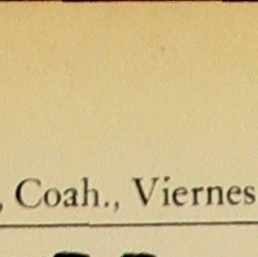 , Coah., Viernes